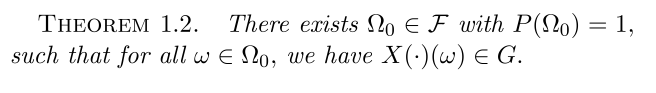 THEOREM 1.2. There exists Ω₀ ∈ ℱ with P(Ω₀) = 1,
such that for all ω ∈ Ω₀, we have X(·)(ω) ∈ G.